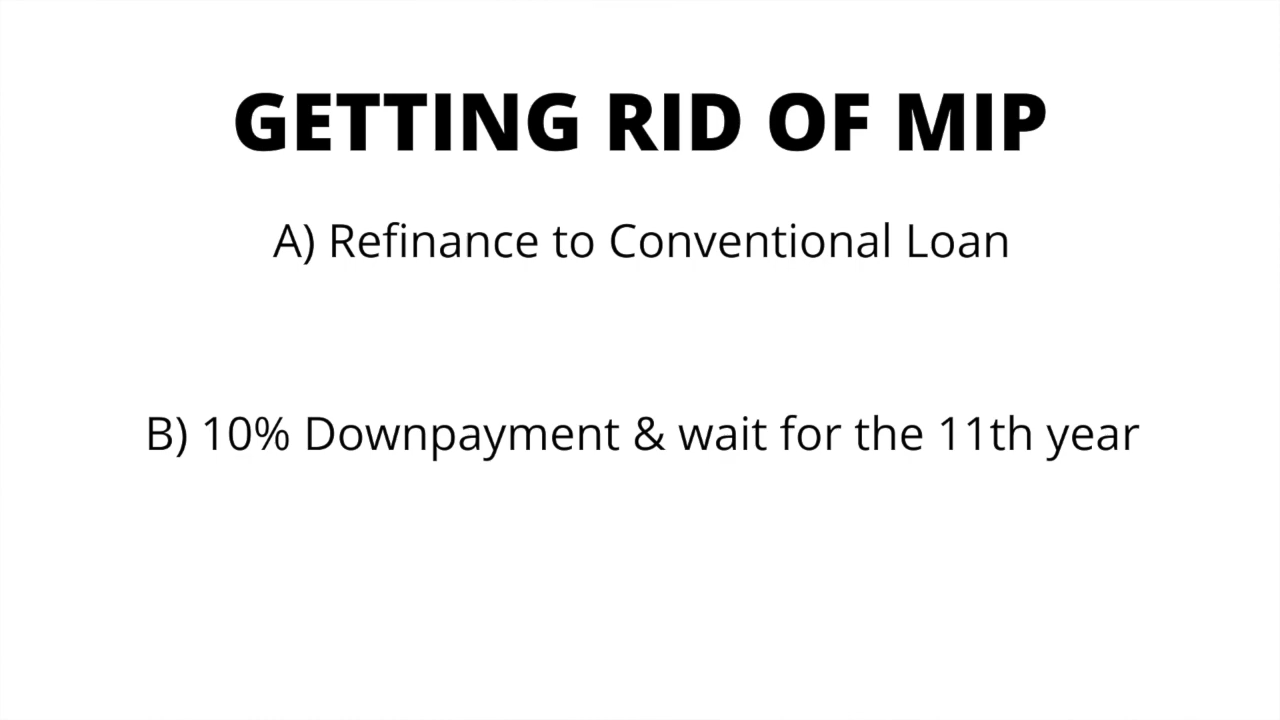 GETTING RID OF MIP
A) Refinance to Conventional Loan
B) 10% Downpayment & wait for the 11th year